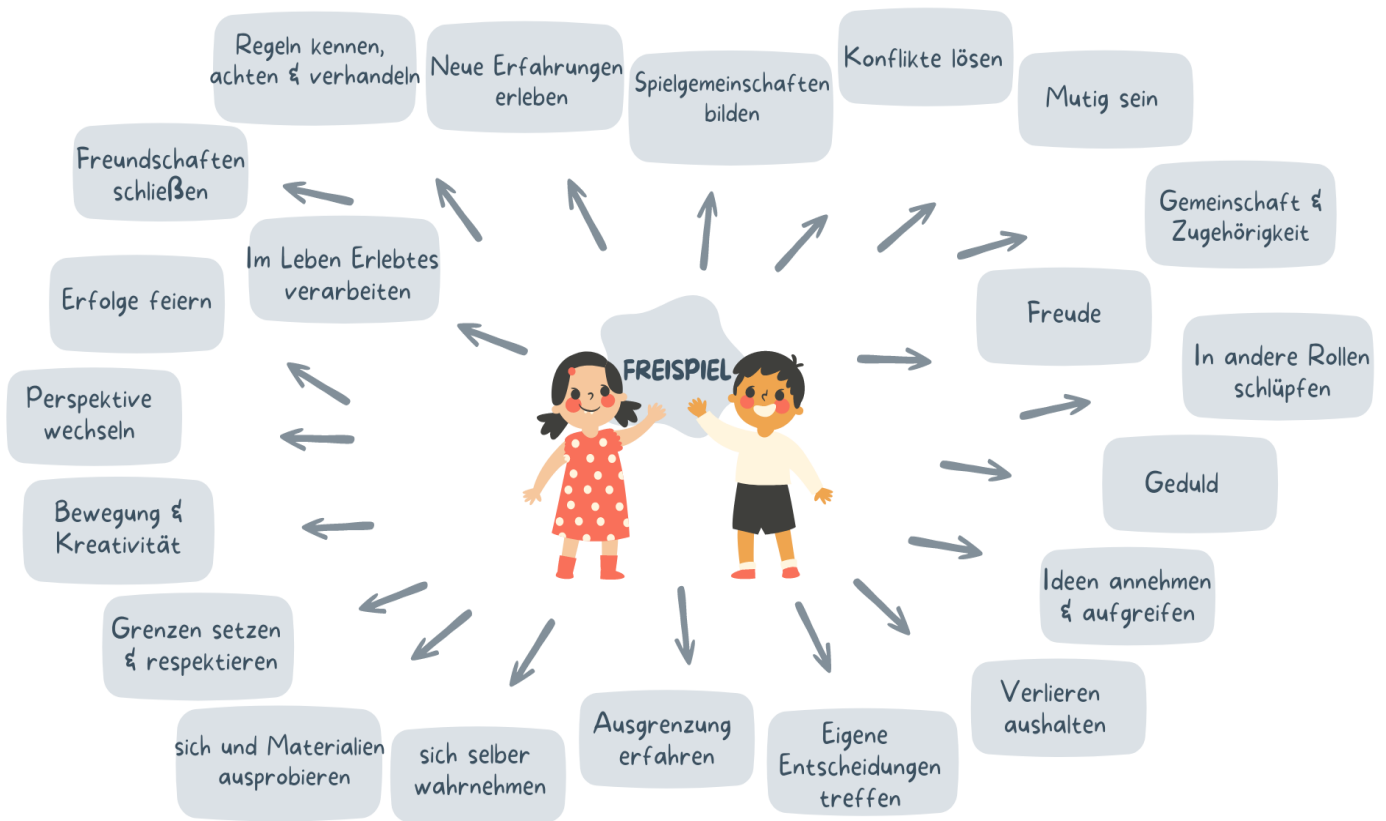 Regeln kennen,
achten & verhandeln
Neue Erfahrungen
erleben
Spielgemeinschaften
bilden
Konflikte lösen
Mutig sein
Freundschaften
schließen
Gemeinschaft &
Zugehörigkeit
Im Leben Erlebtes
verarbeiten
Erfolge feiern
Freude
In andere Rollen
schlüpfen
FREISPIEL
Perspektive
wechseln
Geduld
Bewegung &
Kreativität
Ideen annehmen
& aufgreifen
Grenzen setzen
& respektieren
Verlieren
aushalten
sich und Materialien
ausprobieren
sich selber
wahrnehmen
Ausgrenzung
erfahren
Eigene
Entscheidungen
treffen